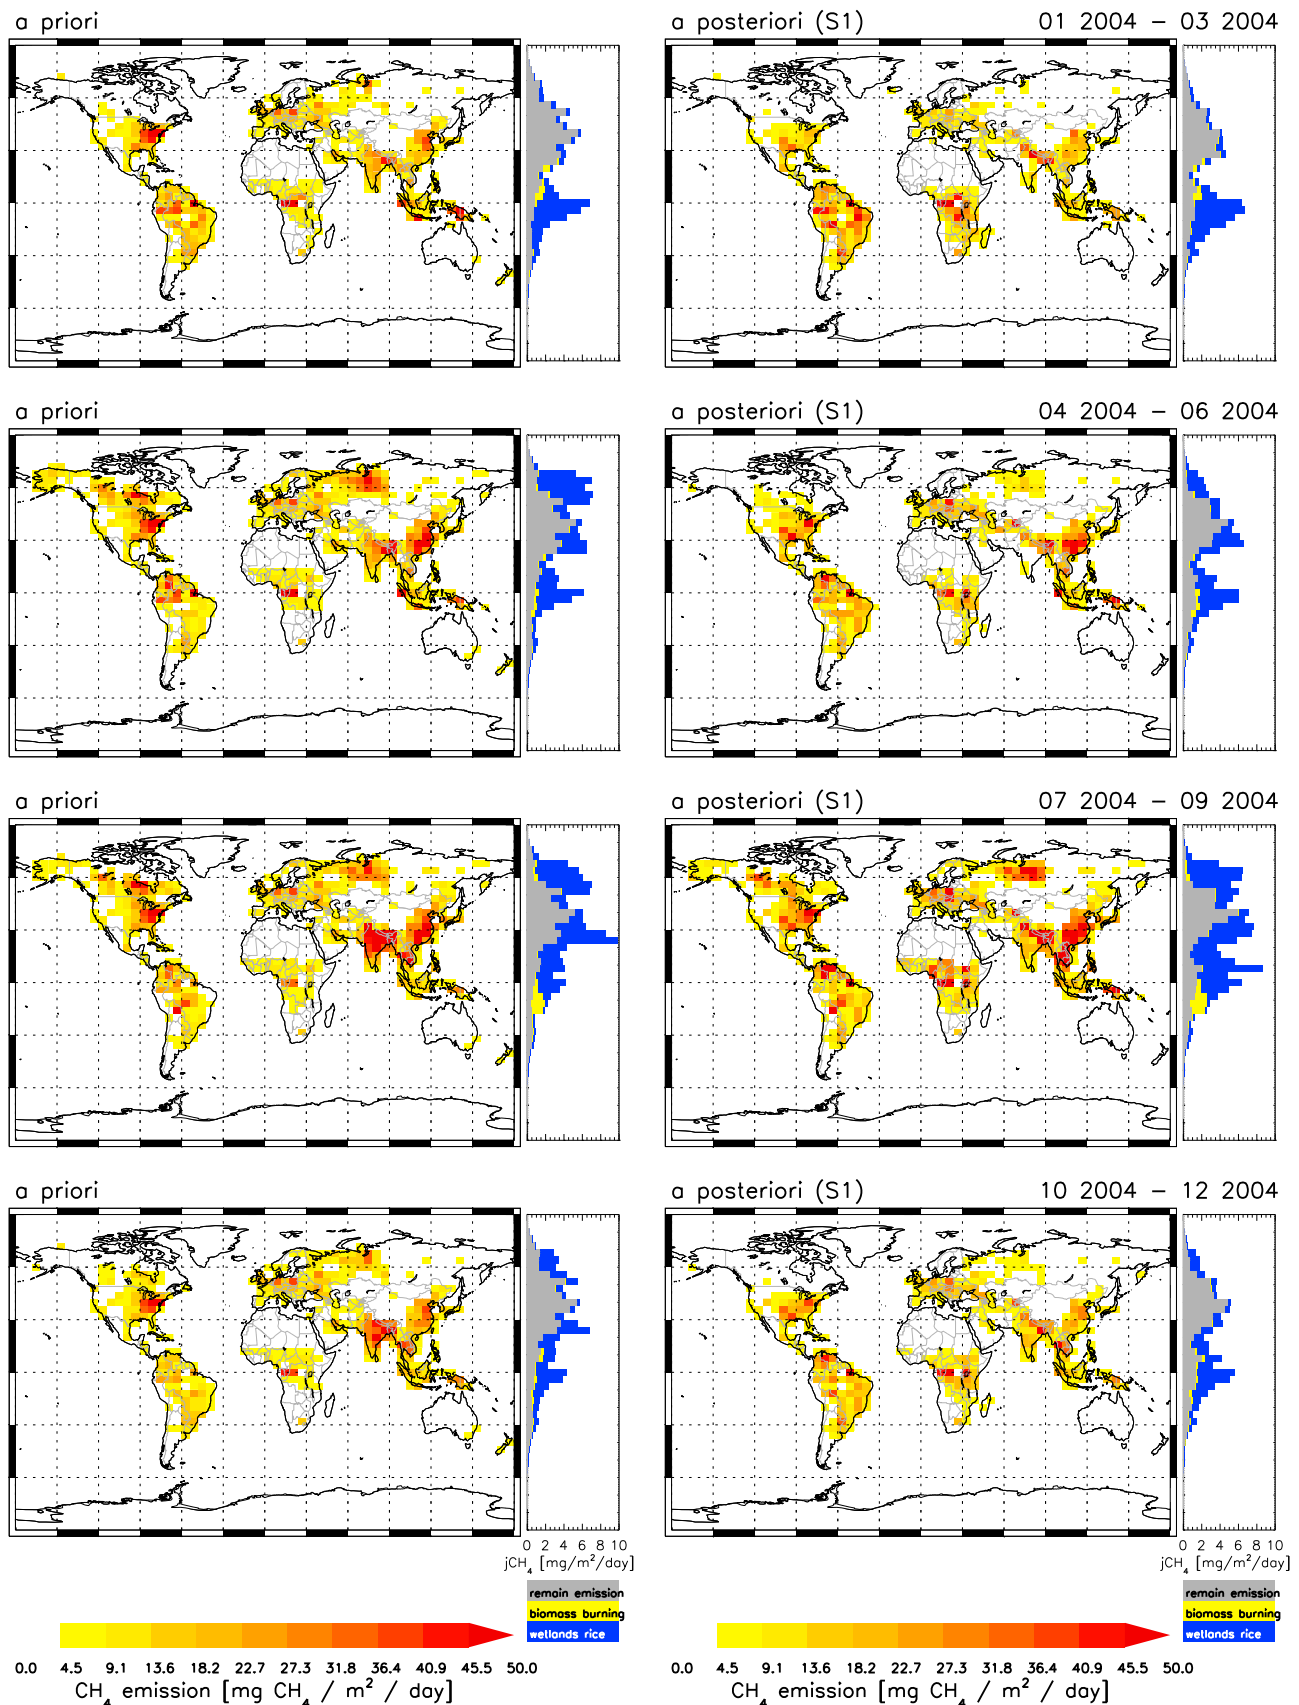 a priori
a posteriori (S1) 01 2004 – 03 2004
a priori
a posteriori (S1) 04 2004 – 06 2004
a priori
a posteriori (S1) 07 2004 – 09 2004
a priori
a posteriori (S1) 10 2004 – 12 2004
0 2 4 6 8 10
jCH₄ [mg/m²/day]
remain emission
biomass burning
wetlands rice
0.0 4.5 9.1 13.6 18.2 22.7 27.3 31.8 36.4 40.9 45.5 50.0
CH₄ emission [mg CH₄ / m² / day]
0 2 4 6 8 10
jCH₄ [mg/m²/day]
remain emission
biomass burning
wetlands rice
0.0 4.5 9.1 13.6 18.2 22.7 27.3 31.8 36.4 40.9 45.5 50.0
CH₄ emission [mg CH₄ / m² / day]